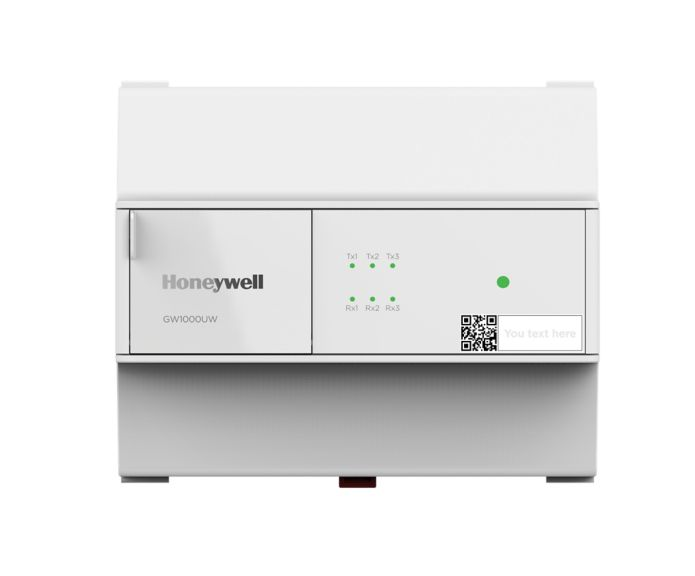 Tx1 Tx2 Tx3
Honeywell
GW1000UW
Rx1 Rx2 Rx3
You text here